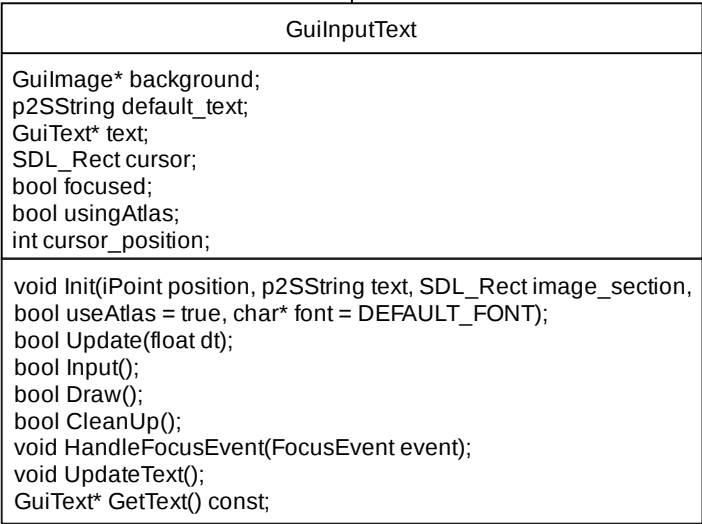 GuiInputText
GuiImage* background;
p2SString default_text;
GuiText* text;
SDL_Rect cursor;
bool focused;
bool usingAtlas;
int cursor_position;
void Init(iPoint position, p2SString text, SDL_Rect image_section,
bool useAtlas = true, char* font = DEFAULT_FONT);
bool Update(float dt);
bool Input();
bool Draw();
bool CleanUp();
void HandleFocusEvent(FocusEvent event);
void UpdateText();
GuiText* GetText() const;